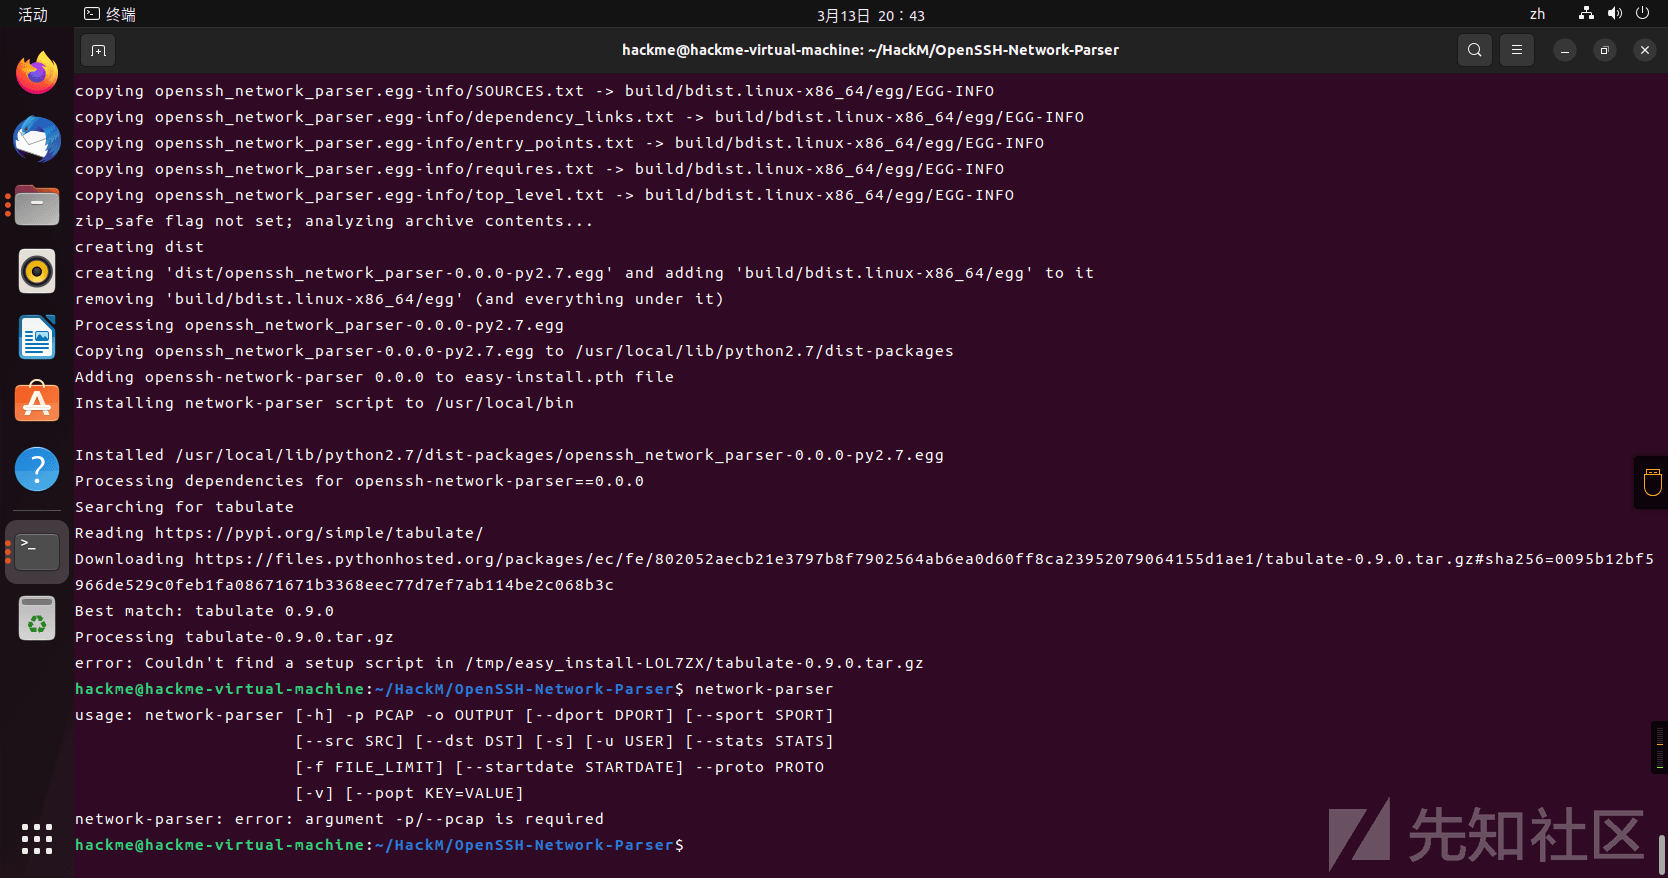 活动
终端
3月13日 20：43
zh
hackme@hackme-virtual-machine: ~/HackM/OpenSSH-Network-Parser
copying openssh_network_parser.egg-info/SOURCES.txt -> build/bdist.linux-x86_64/egg/EGG-INFO
copying openssh_network_parser.egg-info/dependency_links.txt -> build/bdist.linux-x86_64/egg/EGG-INFO
copying openssh_network_parser.egg-info/entry_points.txt -> build/bdist.linux-x86_64/egg/EGG-INFO
copying openssh_network_parser.egg-info/requires.txt -> build/bdist.linux-x86_64/egg/EGG-INFO
copying openssh_network_parser.egg-info/top_level.txt -> build/bdist.linux-x86_64/egg/EGG-INFO
zip_safe flag not set; analyzing archive contents...
creating dist
creating 'dist/openssh_network_parser-0.0.0-py2.7.egg' and adding 'build/bdist.linux-x86_64/egg' to it
removing 'build/bdist.linux-x86_64/egg' (and everything under it)
Processing openssh_network_parser-0.0.0-py2.7.egg
Copying openssh_network_parser-0.0.0-py2.7.egg to /usr/local/lib/python2.7/dist-packages
Adding openssh-network-parser 0.0.0 to easy-install.pth file
Installing network-parser script to /usr/local/bin
Installed /usr/local/lib/python2.7/dist-packages/openssh_network_parser-0.0.0-py2.7.egg
Processing dependencies for openssh-network-parser==0.0.0
Searching for tabulate
Reading https://pypi.org/simple/tabulate/
Downloading https://files.pythonhosted.org/packages/ec/fe/802052aecb21e3797b8f7902564ab6ea0d60ff8ca23952079064155d1ae1/tabulate-0.9.0.tar.gz#sha256=0095b12bf5
966de529c0feb1fa08671671b3368eec77d7ef7ab114be2c068b3c
Best match: tabulate 0.9.0
Processing tabulate-0.9.0.tar.gz
error: Couldn't find a setup script in /tmp/easy_install-LOL7ZX/tabulate-0.9.0.tar.gz
hackme@hackme-virtual-machine:~/HackM/OpenSSH-Network-Parser$ network-parser
usage: network-parser [-h] -p PCAP -o OUTPUT [--dport DPORT] [--sport SPORT]
[--src SRC] [--dst DST] [-s] [-u USER] [--stats STATS]
[-f FILE_LIMIT] [--startdate STARTDATE] --proto PROTO
[-v] [--popt KEY=VALUE]
network-parser: error: argument -p/--pcap is required
hackme@hackme-virtual-machine:~/HackM/OpenSSH-Network-Parser$
先知社区